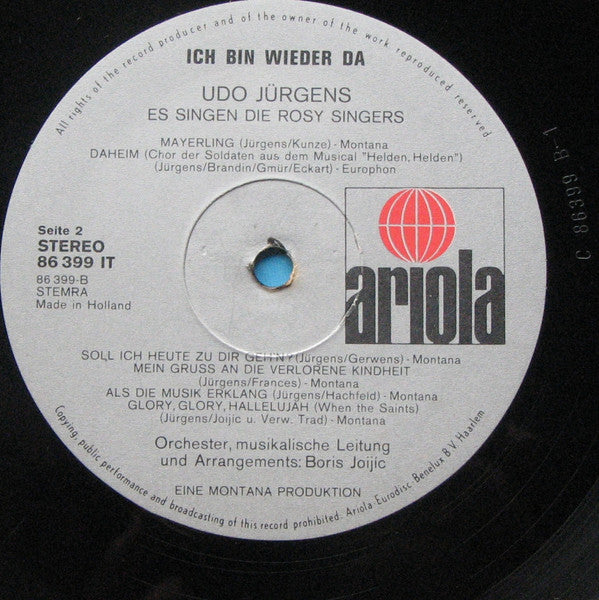 All rights of the record producer and of the owner of the work reproduced reserved
ICH BIN WIEDER DA
UDO JÜRGENS
ES SINGEN DIE ROSY SINGERS
MAYERLING (Jürgens/Kunze) - Montana
DAHEIM (Chor der Soldaten aus dem Musical "Helden, Helden")
(Jürgens/Brandin/Gmür/Eckart) - Europhon
Seite 2
STEREO
86 399 IT
86 399-B
STEMRA
Made in Holland
ariola
SOLL ICH HEUTE ZU DIR (Jürgens/Gerwens) - Montana
MEIN GRUSS AN DIE VERLORENE KINDHEIT
(Jürgens/Frances) - Montana
ALS DIE MUSIK ERKLANG (Jürgens/Hachfeld) - Montana
GLORY, GLORY, HALLELUJAH (When the Saints)
(Jürgens/Joijic u. Verw. Trad) - Montana
Orchester, musikalische Leitung
und Arrangements: Boris Joijic
EINE MONTANA PRODUKTION
Copying, public performance and broadcasting of this record prohibited - Ariola Eurodisc Benelux B.V. Haarlem
C 86399 B-1